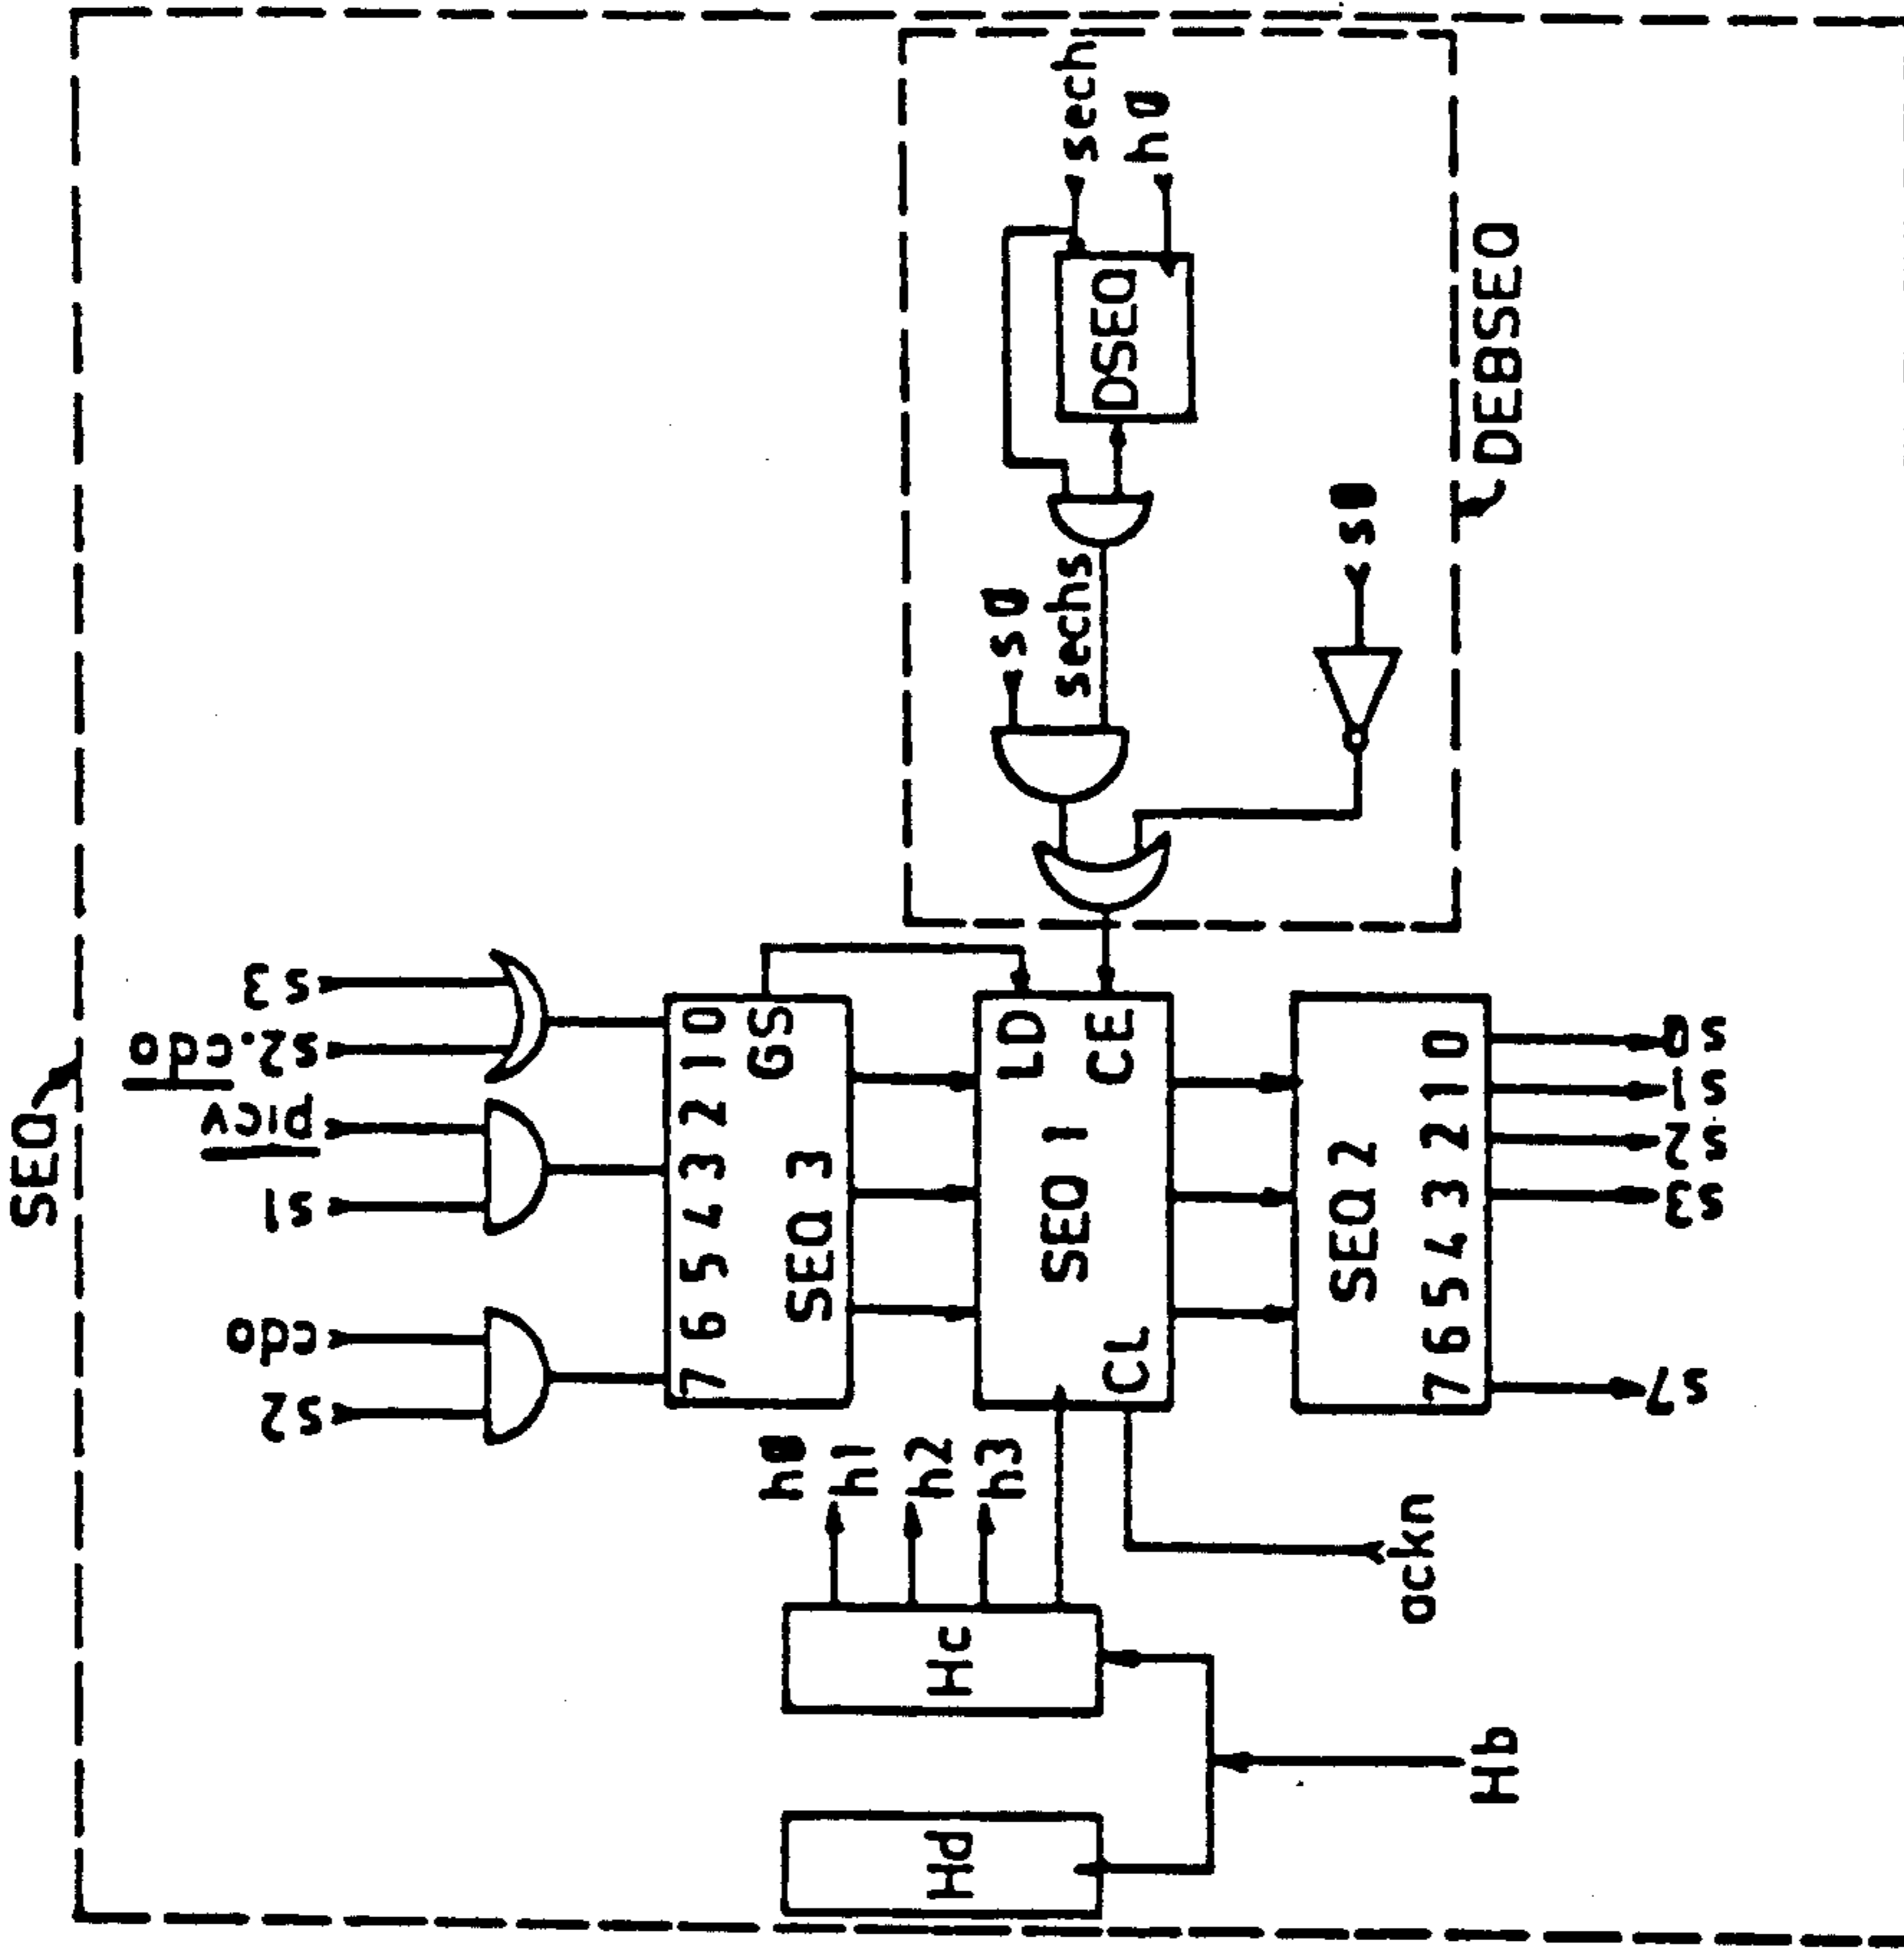 SEQ
s3
s2.cdo
picv
s1
cdo
s2
0
1
2
3
4
5
6
7
GS
SEQ 3
LD
CE
SEQ 1
CL
SEQ 2
0
1
2
3
4
5
6
7
s0
s1
s2
s3
s7
sech
h0
DSEQ
sechs
s0
s0
DEBSEQ
h0
h1
h2
h3
Hc
Hd
ackn
Hb